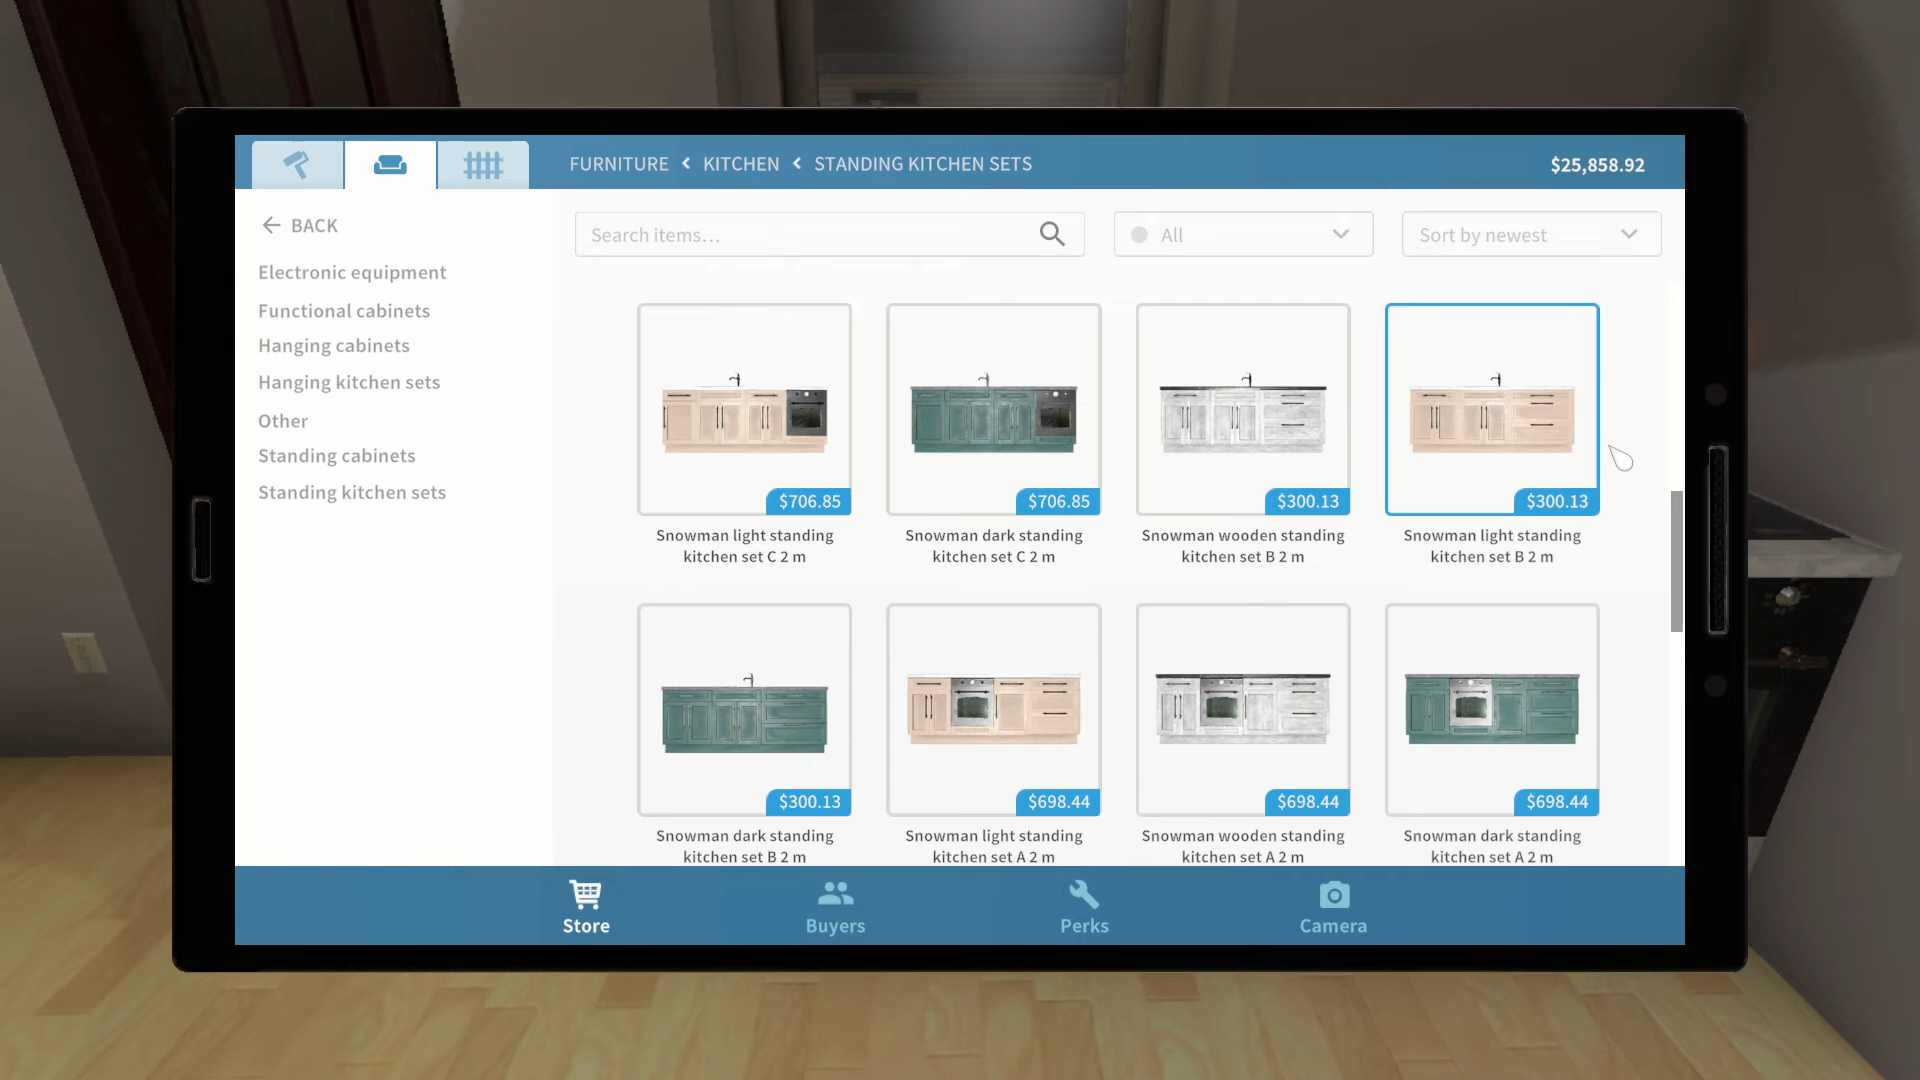 FURNITURE < KITCHEN < STANDING KITCHEN SETS
$25,858.92
BACK
Search items...
All
Sort by newest
Electronic equipment
Functional cabinets
Hanging cabinets
Hanging kitchen sets
Other
Standing cabinets
Standing kitchen sets
$706.85
$706.85
$300.13
$300.13
Snowman light standing
kitchen set C 2 m
Snowman dark standing
kitchen set C 2 m
Snowman wooden standing
kitchen set B 2 m
Snowman light standing
kitchen set B 2 m
$300.13
$698.44
$698.44
$698.44
Snowman dark standing
kitchen set B 2 m
Snowman light standing
kitchen set A 2 m
Snowman wooden standing
kitchen set A 2 m
Snowman dark standing
kitchen set A 2 m
Store
Buyers
Perks
Camera